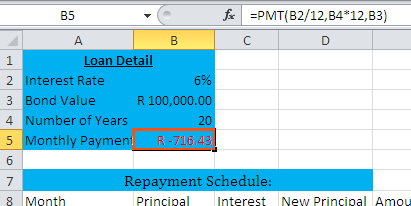 B5 fx =PMT(B2/12,B4*12,B3)
A B C D
1 Loan Detail
2 Interest Rate 6%
3 Bond Value R 100,000.00
4 Number of Years 20
5 Monthly Payment R -716.43
6
7 Repayment Schedule:
8 Month Principal Interest New Principal Amou